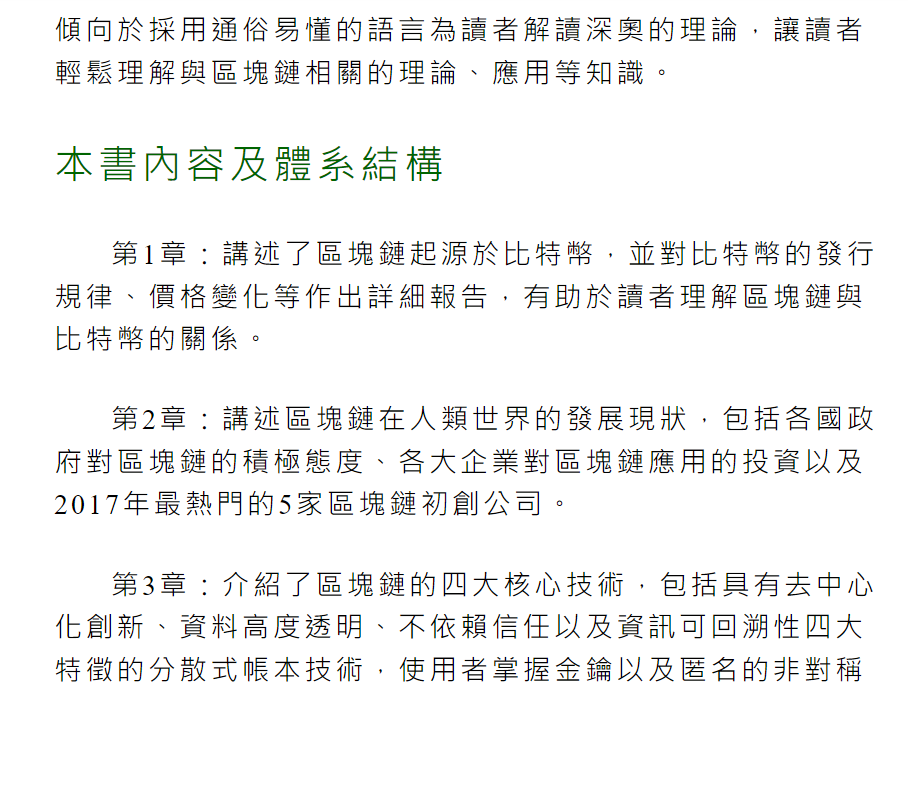 傾向於採用通俗易懂的語言為讀者解讀深奧的理論，讓讀者
輕鬆理解與區塊鏈相關的理論、應用等知識。
本書內容及體系結構
第1章：講述了區塊鏈起源於比特幣，並對比特幣的發行
規律、價格變化等作出詳細報告，有助於讀者理解區塊鏈與
比特幣的關係。
第2章：講述區塊鏈在人類世界的發展現狀，包括各國政
府對區塊鏈的積極態度、各大企業對區塊鏈應用的投資以及
2017年最熱門的5家區塊鏈初創公司。
第3章：介紹了區塊鏈的四大核心技術，包括具有去中心
化創新、資料高度透明、不依賴信任以及資訊可回溯性四大
特徵的分散式帳本技術，使用者掌握金鑰以及匿名的非對稱